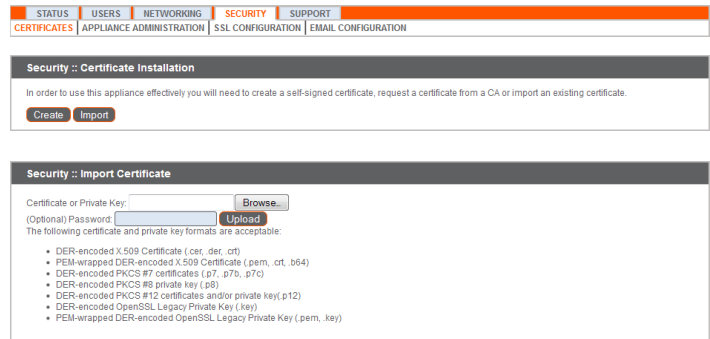 STATUS USERS NETWORKING SECURITY SUPPORT
CERTIFICATES APPLIANCE ADMINISTRATION SSL CONFIGURATION EMAIL CONFIGURATION
Security :: Certificate Installation
In order to use this appliance effectively you will need to create a self-signed certificate, request a certificate from a CA or import an existing certificate.
Create Import
Security :: Import Certificate
Certificate or Private Key: Browse..
(Optional) Password: Upload
The following certificate and private key formats are acceptable:
• DER-encoded X.509 Certificate (.cer, .der, .crt)
• PEM-wrapped DER-encoded X.509 Certificate (.pem, .crt, .b64)
• DER-encoded PKCS #7 certificates (.p7, .p7b, .p7c)
• DER-encoded PKCS #8 private key (.p8)
• DER-encoded PKCS #12 certificates and/or private key(.p12)
• DER-encoded OpenSSL Legacy Private Key (.key)
• PEM-wrapped DER-encoded OpenSSL Legacy Private Key (.pem, .key)